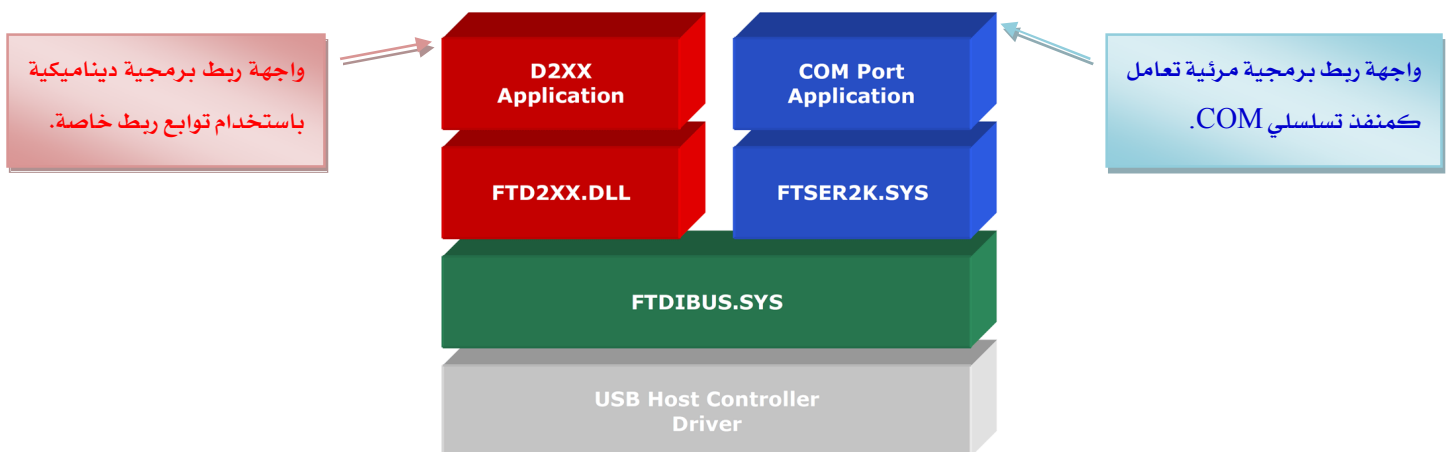 واجهة ربط برمجية ديناميكية
باستخدام توابع ربط خاصة.
D2XX
Application
COM Port
Application
واجهة ربط برمجية مرئية تعامل
كمنفذ تسلسلي COM.
FTD2XX.DLL
FTSER2K.SYS
FTDIBUS.SYS
USB Host Controller
Driver